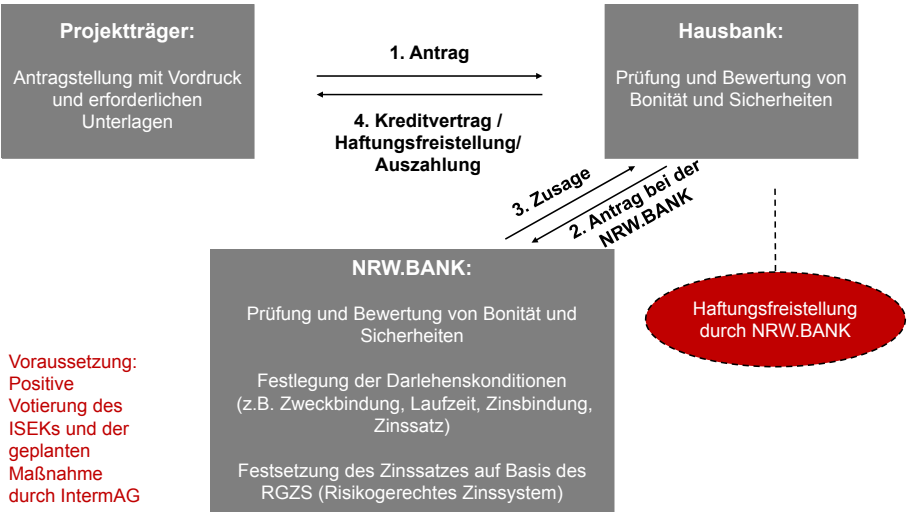 Projektträger:
Antragstellung mit Vordruck
und erforderlichen
Unterlagen
1. Antrag
4. Kreditvertrag /
Haftungsfreistellung/
Auszahlung
Hausbank:
Prüfung und Bewertung von
Bonität und Sicherheiten
3. Zusage
2. Antrag bei der
NRW.BANK
NRW.BANK:
Prüfung und Bewertung von Bonität und
Sicherheiten
Festlegung der Darlehenskonditionen
(z.B. Zweckbindung, Laufzeit, Zinsbindung,
Zinssatz)
Festsetzung des Zinssatzes auf Basis des
RGZS (Risikogerechtes Zinssystem)
Haftungsfreistellung
durch NRW.BANK
Voraussetzung:
Positive
Votierung des
ISEKs und der
geplanten
Maßnahme
durch IntermAG